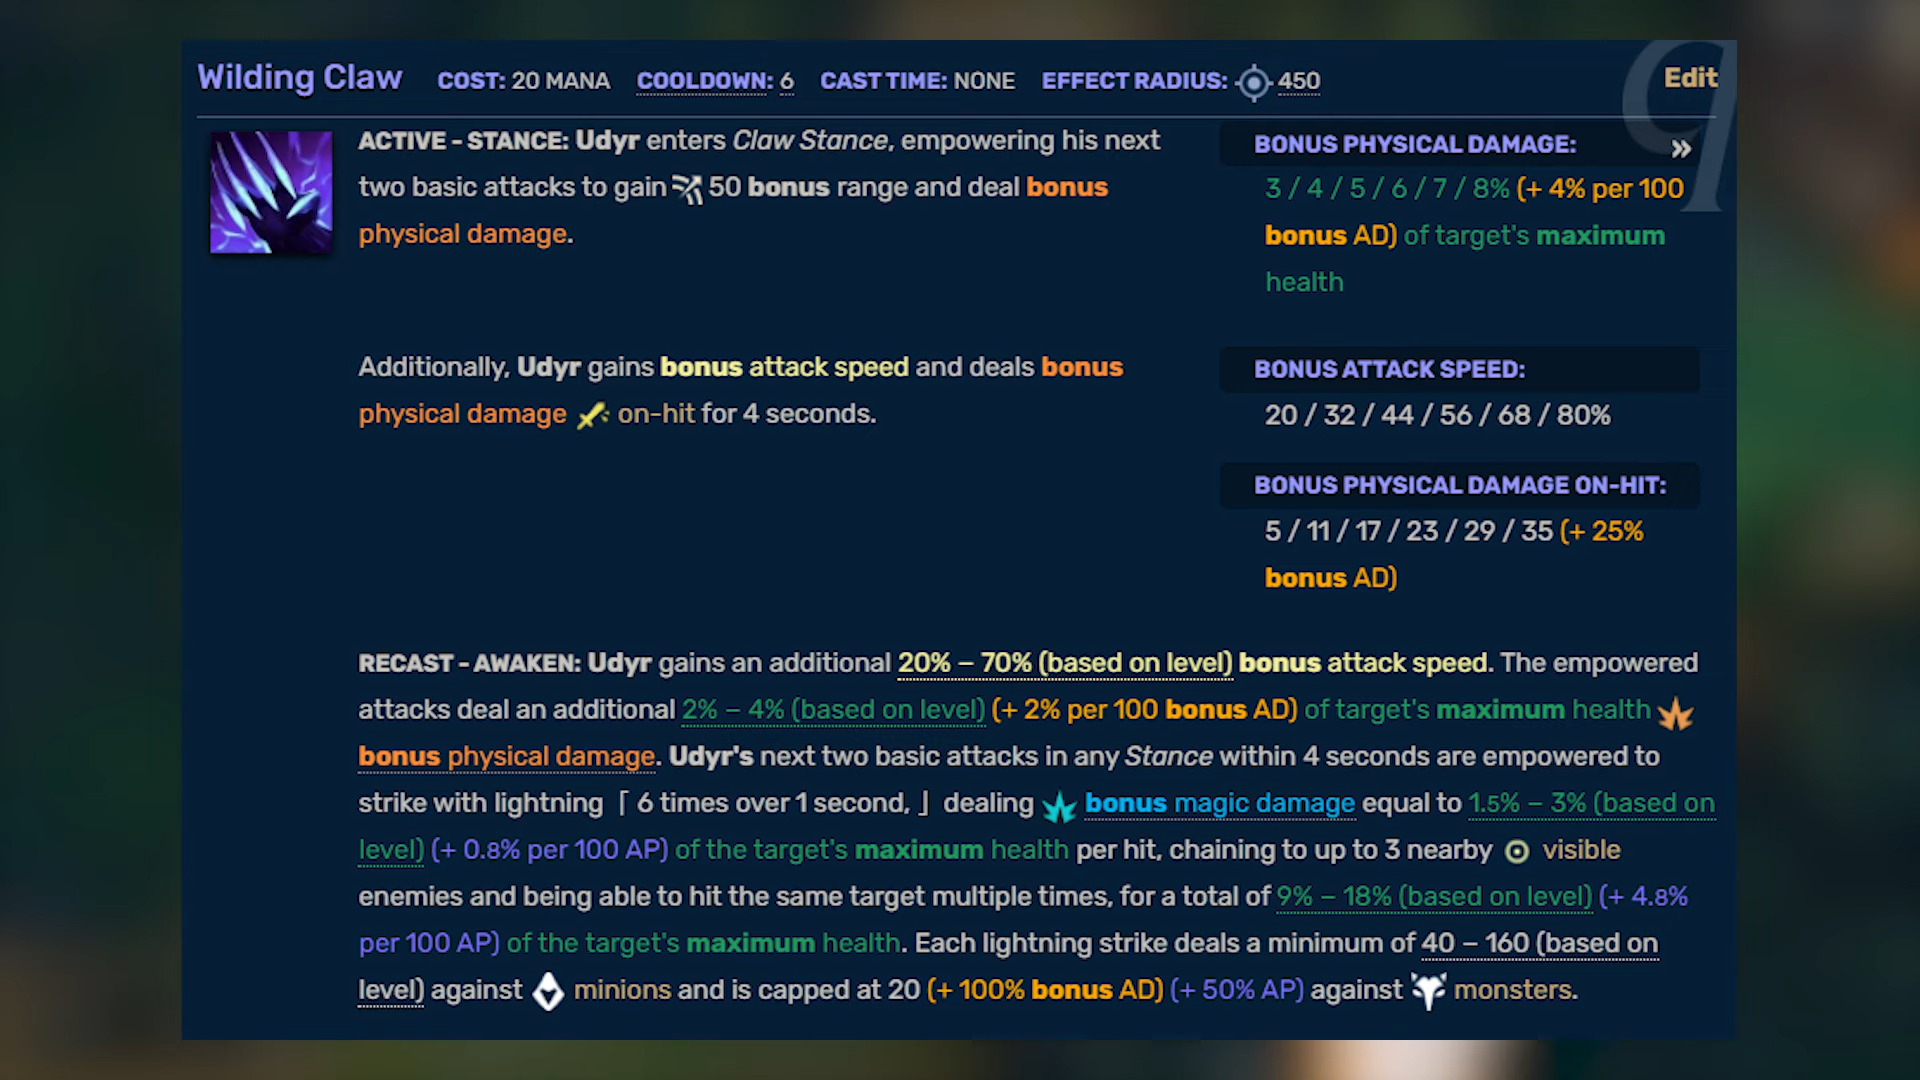 Wilding Claw COST: 20 MANA COOLDOWN: 6 CAST TIME: NONE EFFECT RADIUS: 450 Edit
q
ACTIVE - STANCE: Udyr enters Claw Stance, empowering his next
two basic attacks to gain 50 bonus range and deal bonus
physical damage.
BONUS PHYSICAL DAMAGE: »
3 / 4 / 5 / 6 / 7 / 8% (+ 4% per 100
bonus AD) of target's maximum
health
Additionally, Udyr gains bonus attack speed and deals bonus
physical damage on-hit for 4 seconds.
BONUS ATTACK SPEED:
20 / 32 / 44 / 56 / 68 / 80%
BONUS PHYSICAL DAMAGE ON-HIT:
5 / 11 / 17 / 23 / 29 / 35 (+ 25%
bonus AD)
RECAST - AWAKEN: Udyr gains an additional 20% – 70% (based on level) bonus attack speed. The empowered
attacks deal an additional 2% – 4% (based on level) (+ 2% per 100 bonus AD) of target's maximum health
bonus physical damage. Udyr's next two basic attacks in any Stance within 4 seconds are empowered to
strike with lightning ｢ 6 times over 1 second, ｣ dealing bonus magic damage equal to 1.5% – 3% (based on
level) (+ 0.8% per 100 AP) of the target's maximum health per hit, chaining to up to 3 nearby visible
enemies and being able to hit the same target multiple times, for a total of 9% – 18% (based on level) (+ 4.8%
per 100 AP) of the target's maximum health. Each lightning strike deals a minimum of 40 – 160 (based on
level) against minions and is capped at 20 (+ 100% bonus AD) (+ 50% AP) against monsters.